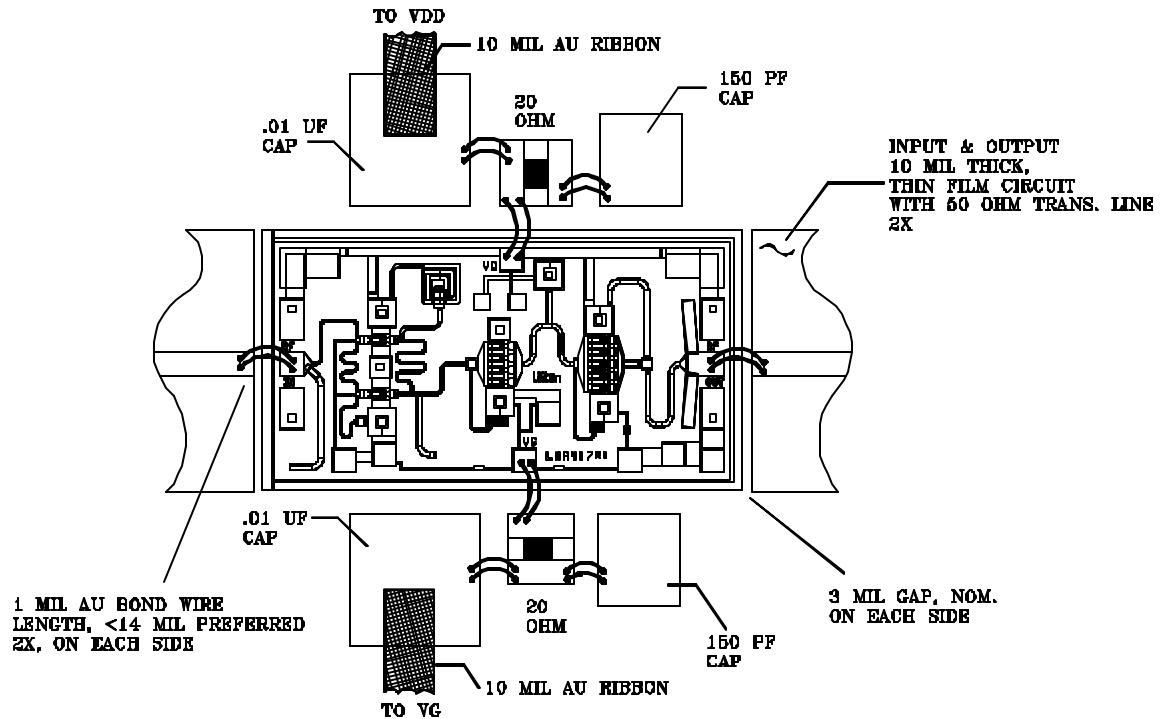 TO VDD
10 MIL AU RIBBON
150 PF
CAP
20
OHM
.01 UF
CAP
INPUT & OUTPUT
10 MIL THICK,
THIN FILM CIRCUIT
WITH 50 OHM TRANS. LINE
2X
RF
IN
OUT
VG
.01 UF
CAP
1 MIL AU BOND WIRE
LENGTH, <14 MIL PREFERRED
2X, ON EACH SIDE
3 MIL GAP, NOM.
ON EACH SIDE
20
OHM
150 PF
CAP
10 MIL AU RIBBON
TO VG